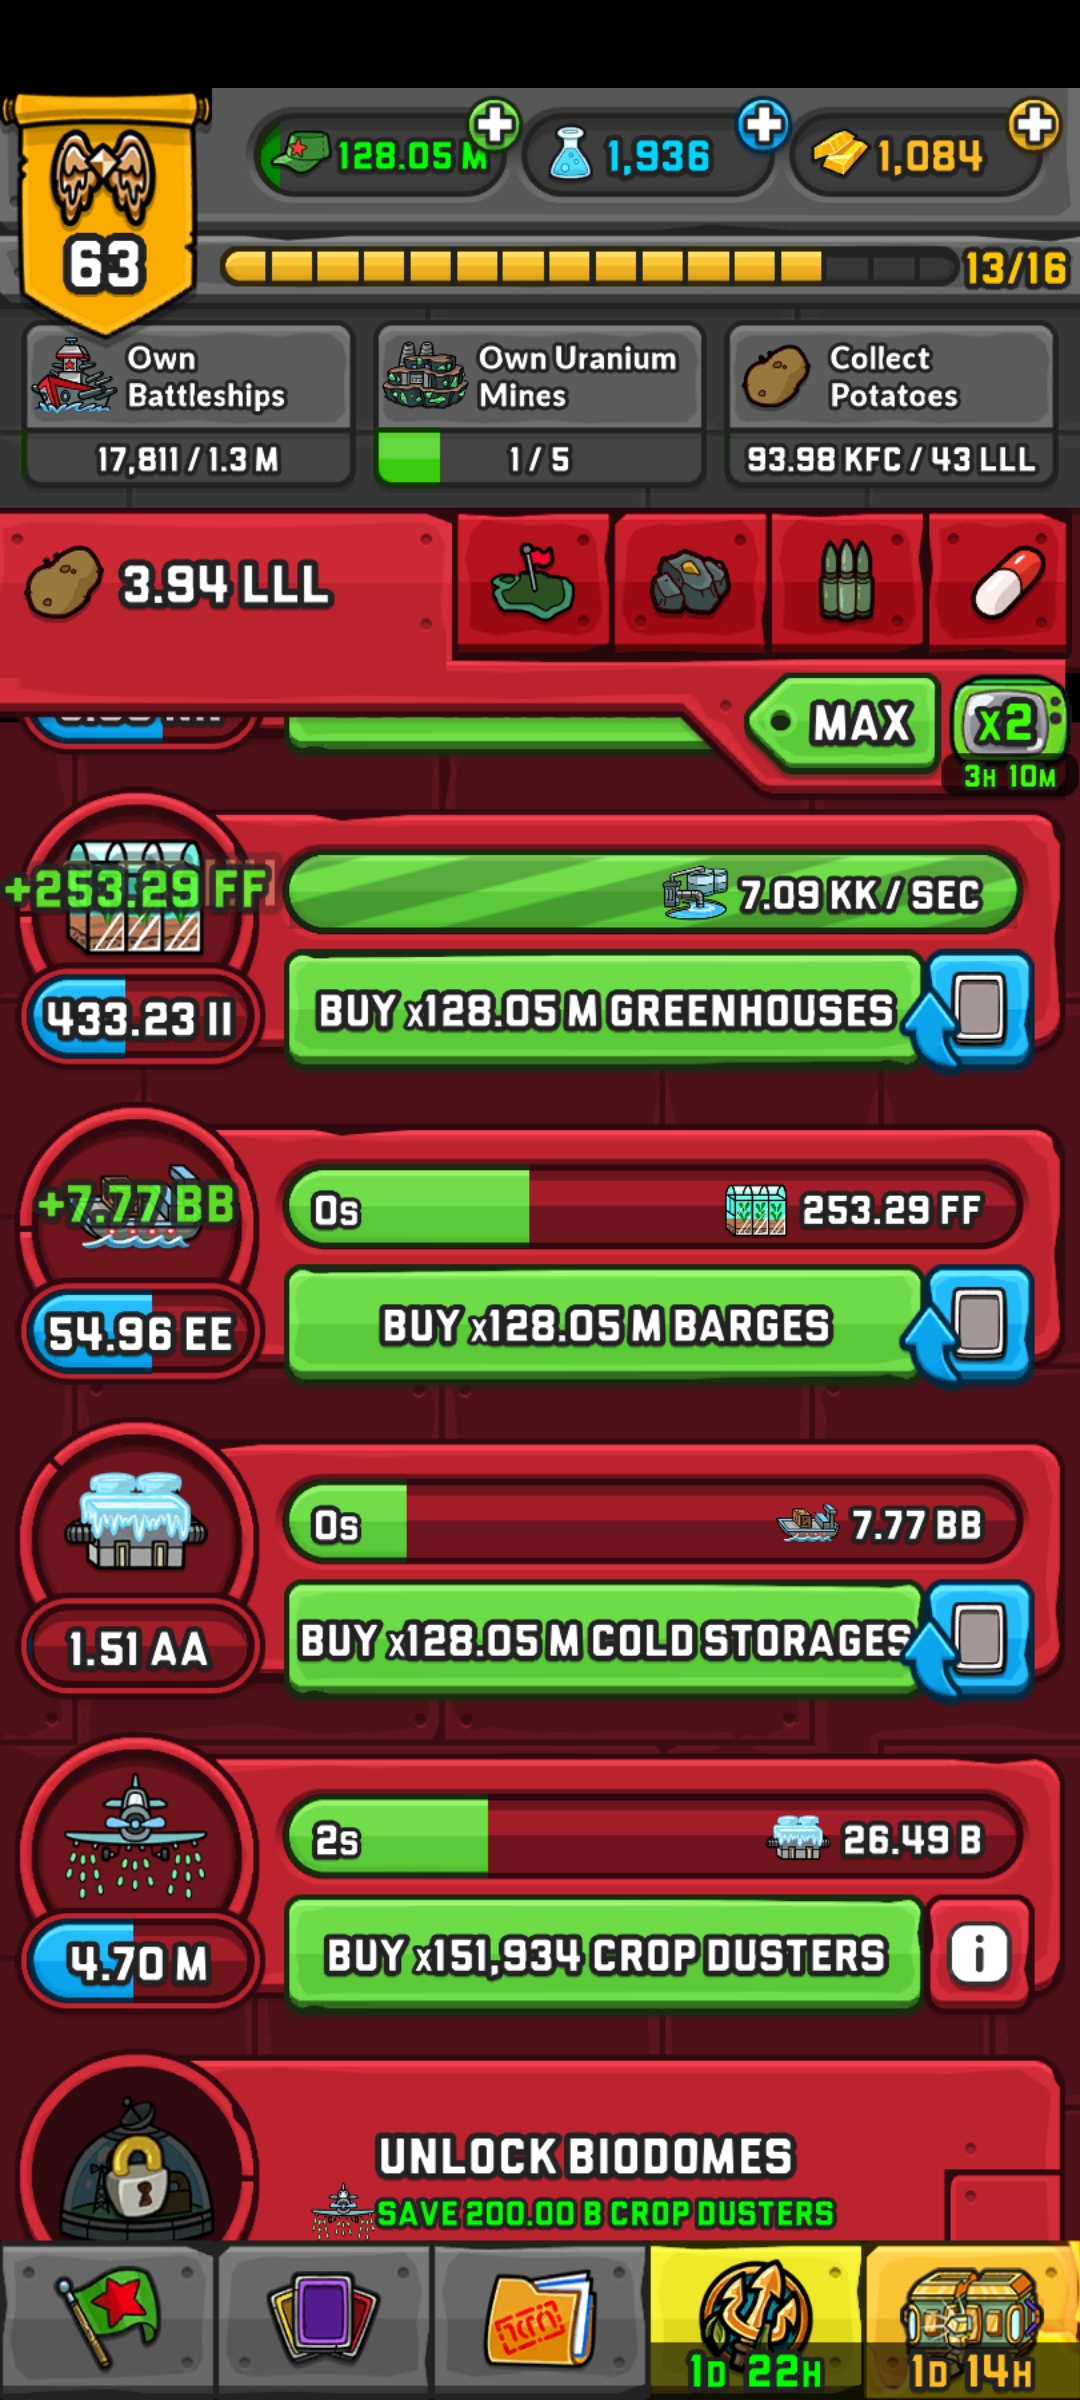 128.05 M
1,936
1,084
63
13/16
Own
Battleships
17,811 / 1.3 M
Own Uranium
Mines
1 / 5
Collect
Potatoes
93.98 KFC / 43 LLL
3.94 LLL
MAX
x2
3H 10M
+253.29 FF
7.09 KK / SEC
433.23 II
BUY x128.05 M GREENHOUSES
+7.77 BB
0s
253.29 FF
54.96 EE
BUY x128.05 M BARGES
0s
7.77 BB
1.51 AA
BUY x128.05 M COLD STORAGES
2s
26.49 B
4.70 M
BUY x151,934 CROP DUSTERS
i
UNLOCK BIODOMES
SAVE 200.00 B CROP DUSTERS
1D 22H
1D 14H